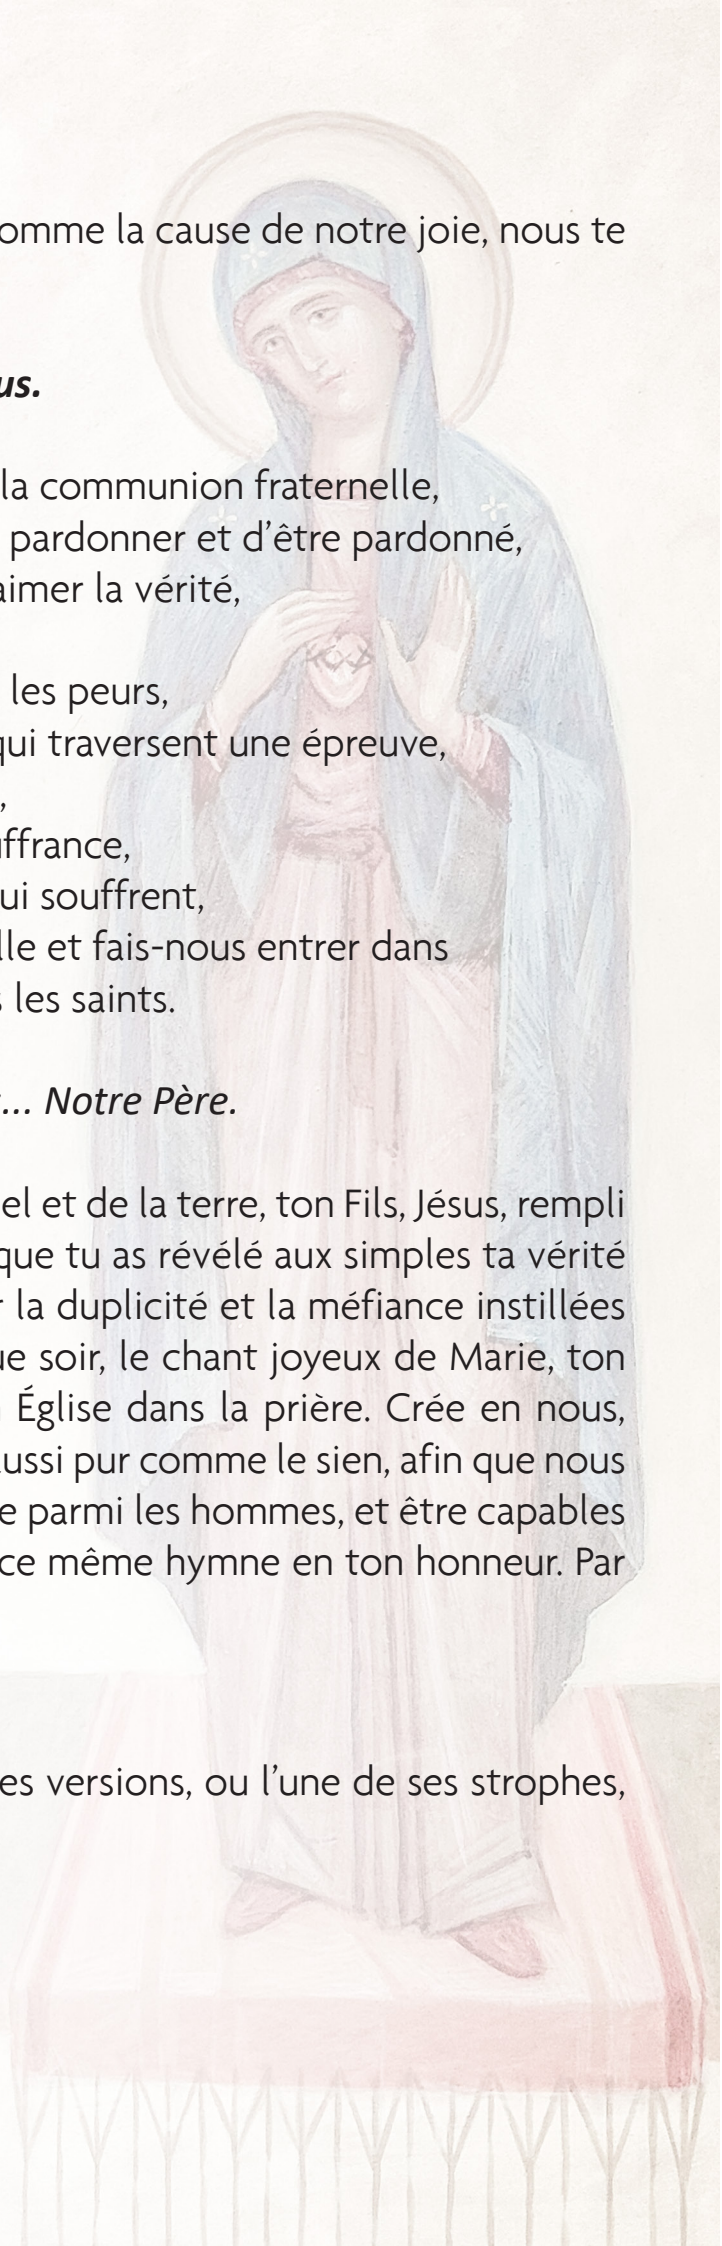 omme la cause de notre joie, nous te
us.
la communion fraternelle,
pardonner et d’être pardonné,
aimer la vérité,
les peurs,
qui traversent une épreuve,
,
uffrance,
ui souffrent,
lle et fais-nous entrer dans
s les saints.
... Notre Père.
el et de la terre, ton Fils, Jésus, rempli
que tu as révélé aux simples ta vérité
r la duplicité et la méfiance instillées
ue soir, le chant joyeux de Marie, ton
Église dans la prière. Crée en nous,
aussi pur comme le sien, afin que nous
e parmi les hommes, et être capables
ce même hymne en ton honneur. Par
es versions, ou l’une de ses strophes,